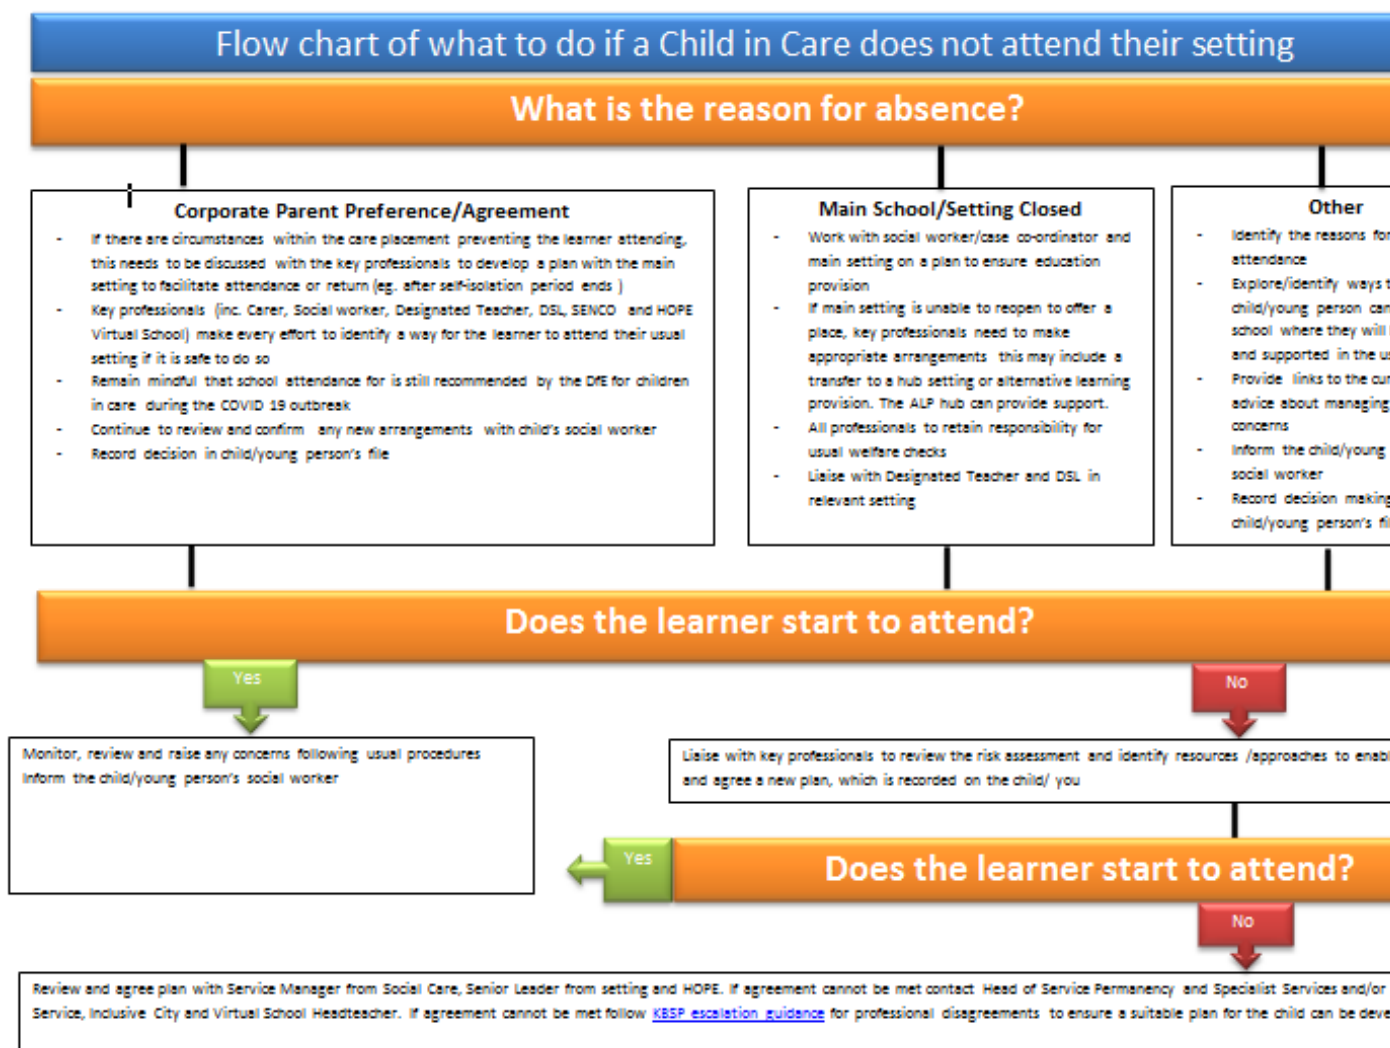 Flow chart of what to do if a Child in Care does not attend their setting
What is the reason for absence?
Corporate Parent Preference/Agreement
- If there are circumstances within the care placement preventing the learner attending,
this needs to be discussed with the key professionals to develop a plan with the main
setting to facilitate attendance or return (eg. after self-isolation period ends )
- Key professionals (inc. Carer, Social worker, Designated Teacher, DSL, SENCO and HOPE
Virtual School) make every effort to identify a way for the learner to attend their usual
setting if it is safe to do so
- Remain mindful that school attendance for is still recommended by the DfE for children
in care during the COVID 19 outbreak
- Continue to review and confirm any new arrangements with child's social worker
- Record decision in child/young person's file
Main School/Setting Closed
- Work with social worker/case co-ordinator and
main setting on a plan to ensure education
provision
- If main setting is unable to reopen to offer a
place, key professionals need to make
appropriate arrangements this may include a
transfer to a hub setting or alternative learning
provision. The ALP hub can provide support.
- All professionals to retain responsibility for
usual welfare checks
- Liaise with Designated Teacher and DSL in
relevant setting
Other
- Identify the reasons for
attendance
- Explore/identify ways
child/young person can
school where they will
and supported in the
- Provide links to the
advice about managing
concerns
- Inform the child/young
social worker
- Record decision making
child/young person's
Does the learner start to attend?
Yes
No
Monitor, review and raise any concerns following usual procedures
Inform the child/young person's social worker
Liaise with key professionals to review the risk assessment and identify resources /approaches to
and agree a new plan, which is recorded on the child/ you
Yes
Does the learner start to attend?
No
Review and agree plan with Service Manager from Social Care, Senior Leader from setting and HOPE. If agreement cannot be met contact Head of Service Permanency and Specialist Services and/or
Service, Inclusive City and Virtual School Headteacher. If agreement cannot be met follow KBSP escalation guidance for professional disagreements to ensure a suitable plan for the child can be